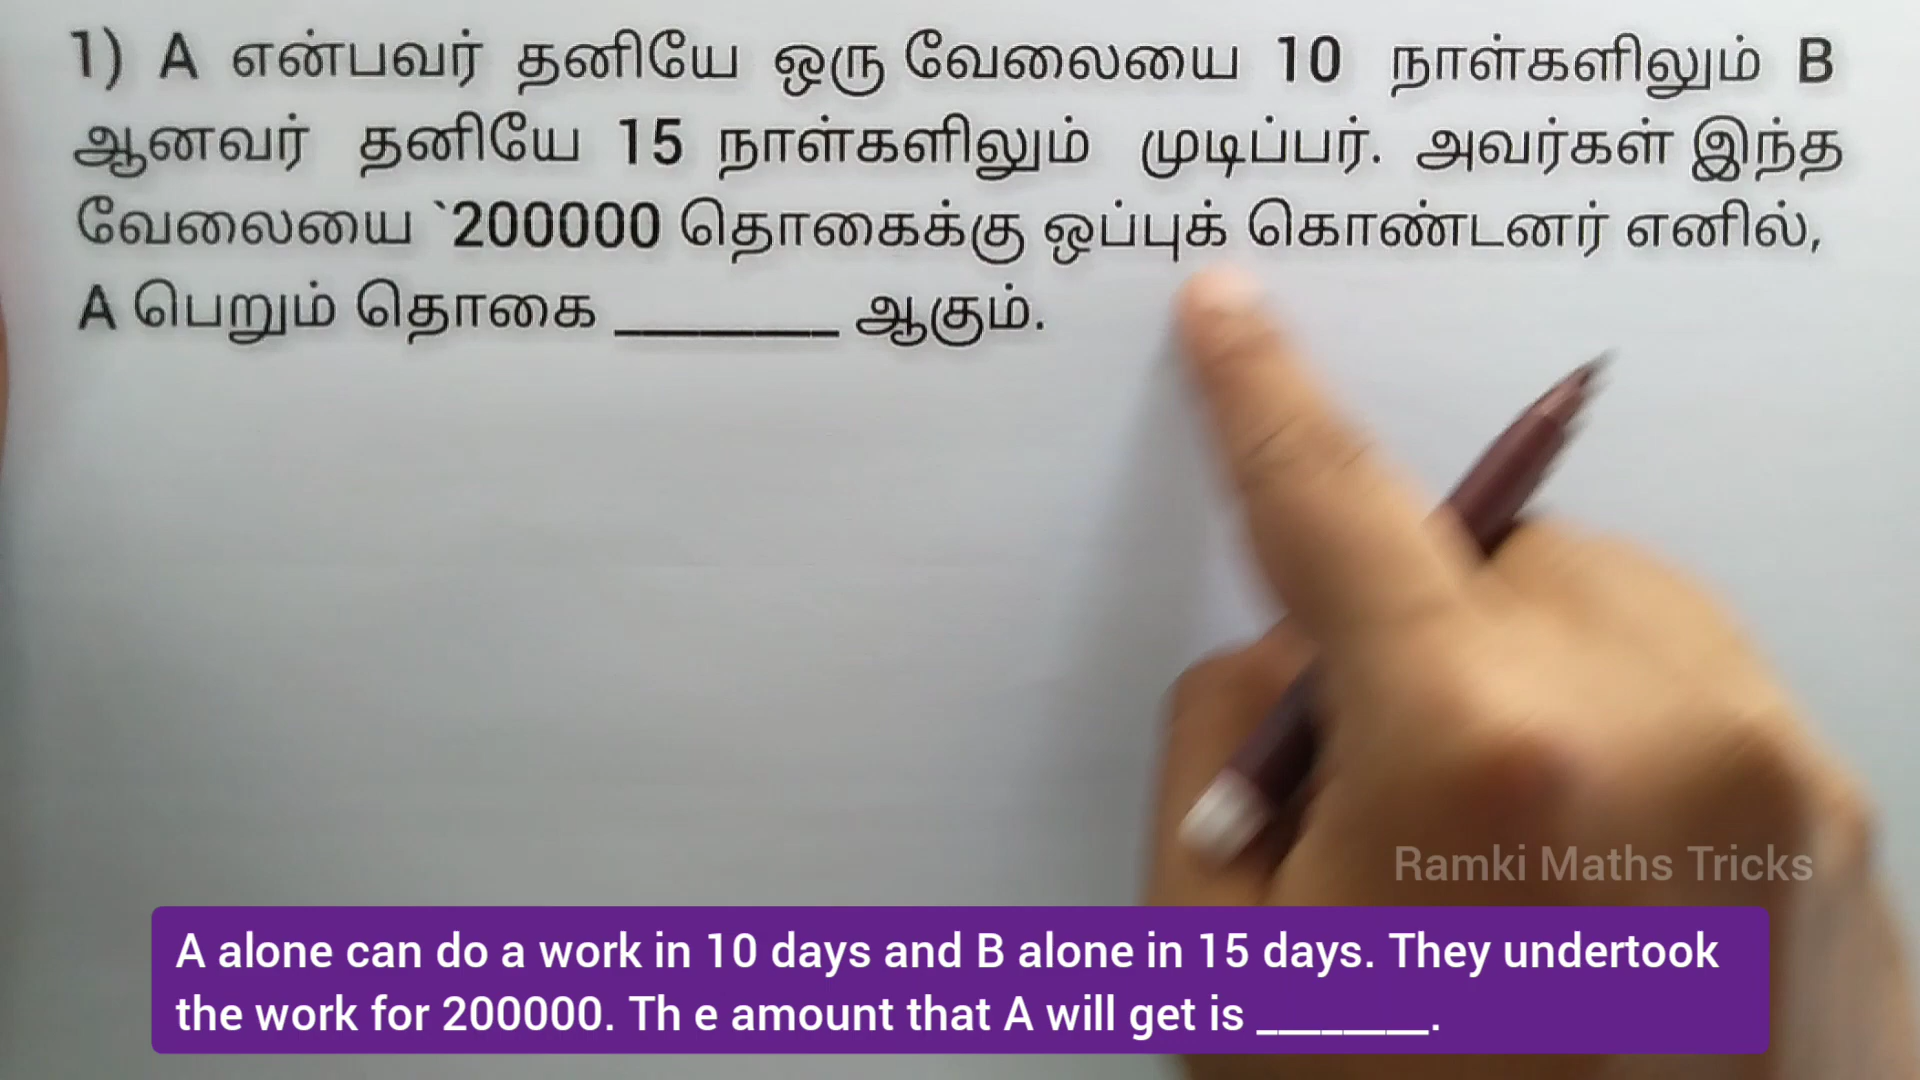 1) A என்பவர் தனியே ஒரு வேலையை 10 நாள்களிலும் B
ஆனவர் தனியே 15 நாள்களிலும் முடிப்பர். அவர்கள் இந்த
வேலையை `200000 தொகைக்கு ஒப்புக் கொண்டனர் எனில்,
A பெறும் தொகை ________ ஆகும்.
Ramki Maths Tricks
A alone can do a work in 10 days and B alone in 15 days. They undertook
the work for 200000. Th e amount that A will get is ________.